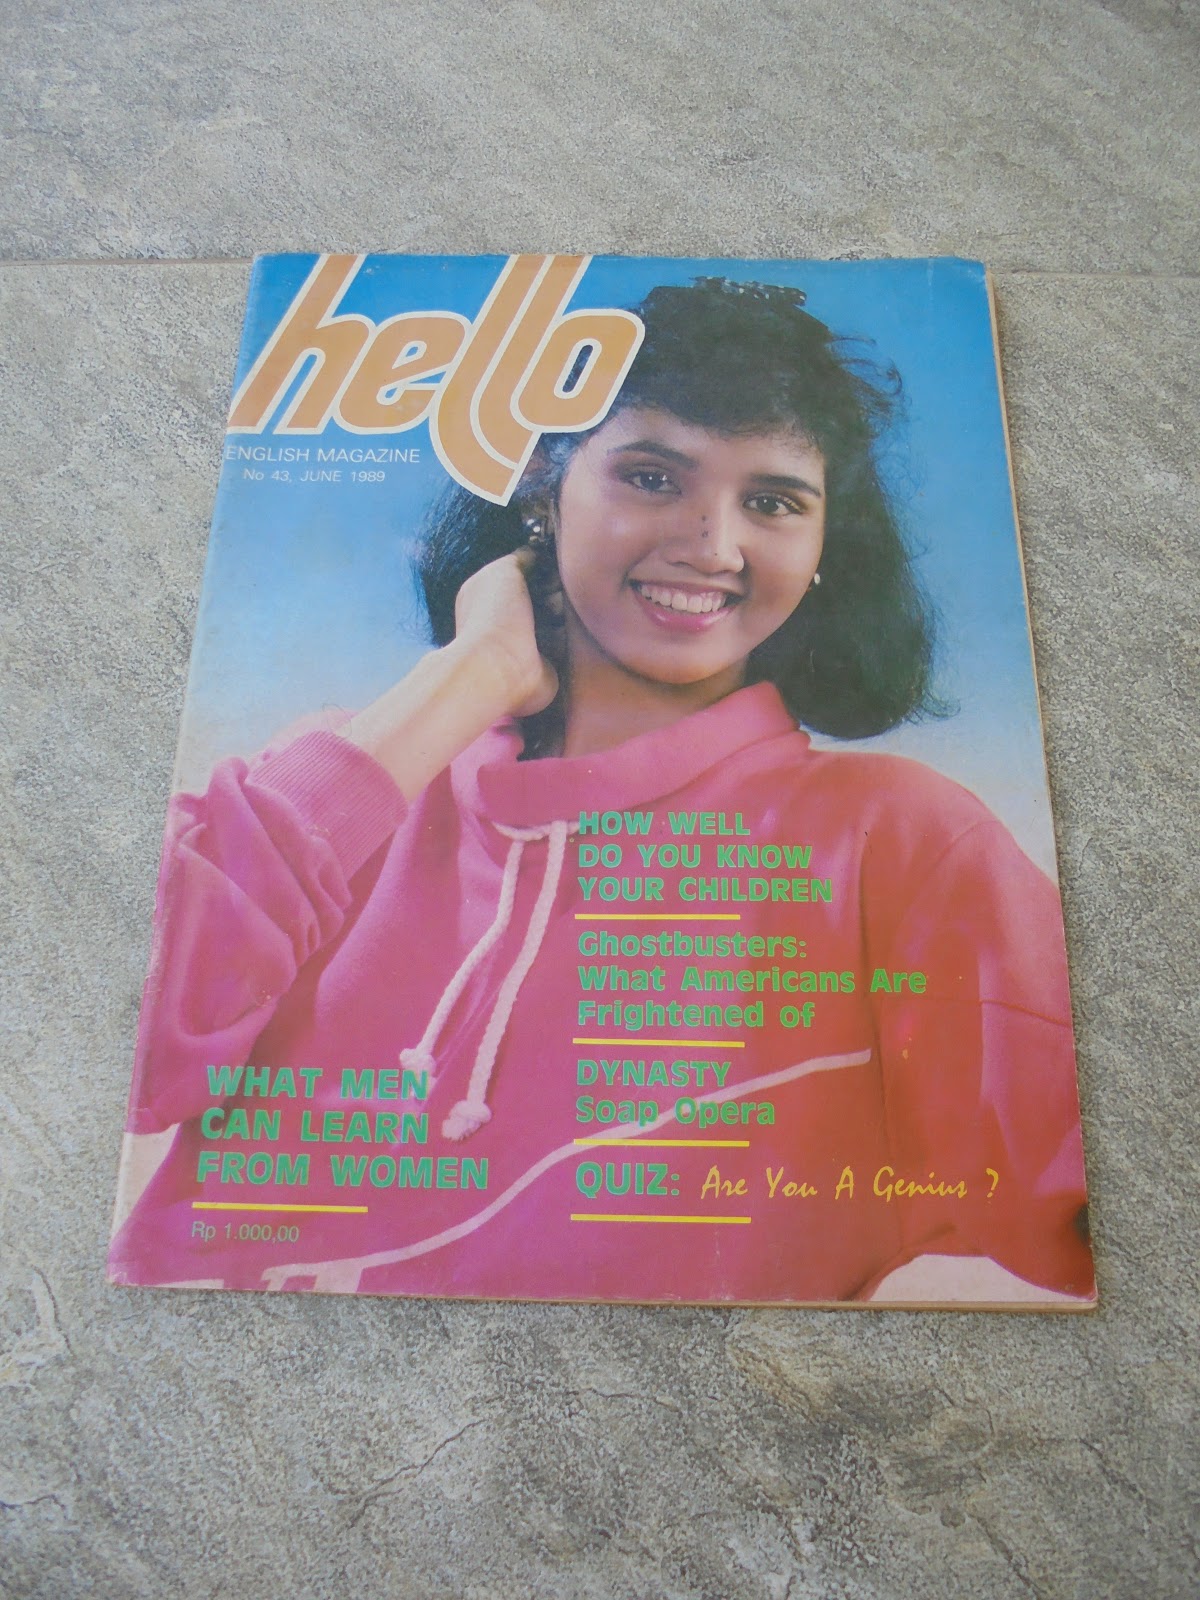 hello
ENGLISH MAGAZINE
No 43, JUNE 1989
HOW WELL
DO YOU KNOW
YOUR CHILDREN
Ghostbusters:
What Americans Are
Frightened of
DYNASTY
Soap Opera
QUIZ: Are You A Genius ?
WHAT MEN
CAN LEARN
FROM WOMEN
Rp 1.000,00